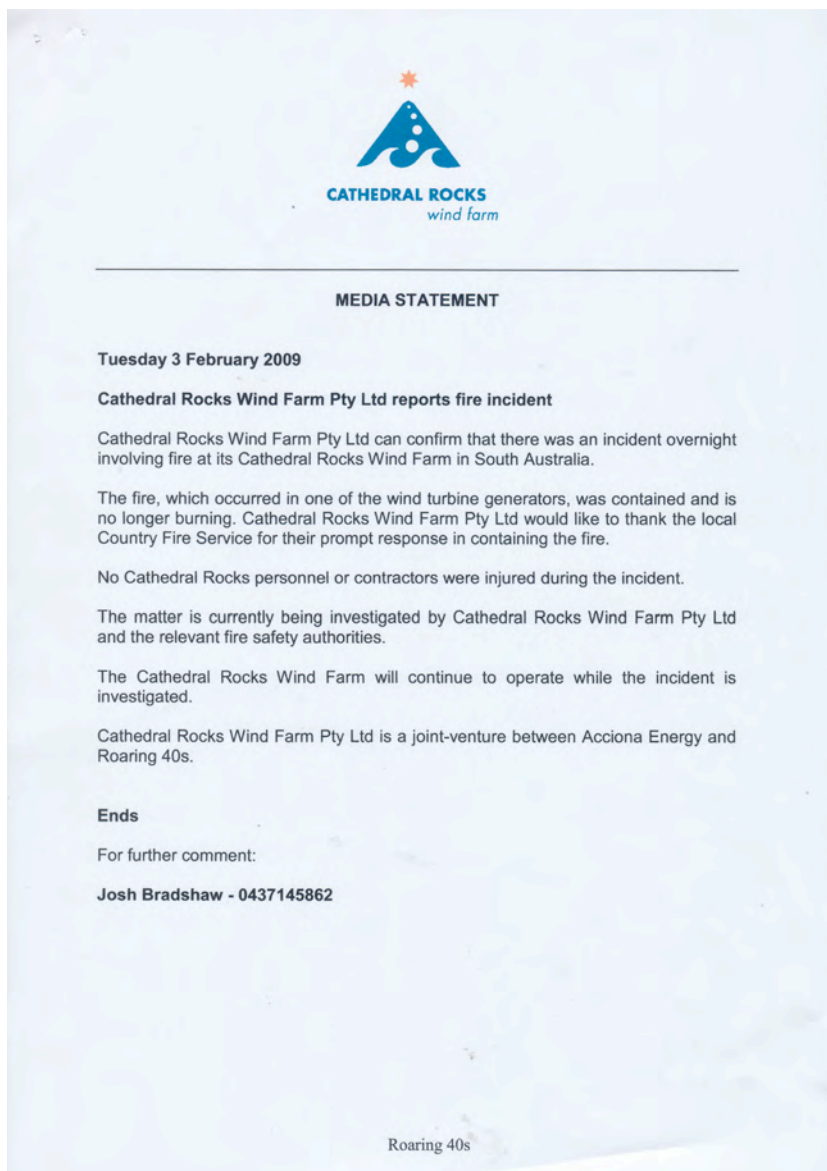 CATHEDRAL ROCKS
wind farm
MEDIA STATEMENT
Tuesday 3 February 2009
Cathedral Rocks Wind Farm Pty Ltd reports fire incident
Cathedral Rocks Wind Farm Pty Ltd can confirm that there was an incident overnight
involving fire at its Cathedral Rocks Wind Farm in South Australia.
The fire, which occurred in one of the wind turbine generators, was contained and is
no longer burning. Cathedral Rocks Wind Farm Pty Ltd would like to thank the local
Country Fire Service for their prompt response in containing the fire.
No Cathedral Rocks personnel or contractors were injured during the incident.
The matter is currently being investigated by Cathedral Rocks Wind Farm Pty Ltd
and the relevant fire safety authorities.
The Cathedral Rocks Wind Farm will continue to operate while the incident is
investigated.
Cathedral Rocks Wind Farm Pty Ltd is a joint-venture between Acciona Energy and
Roaring 40s.
Ends
For further comment:
Josh Bradshaw - 0437145862
Roaring 40s